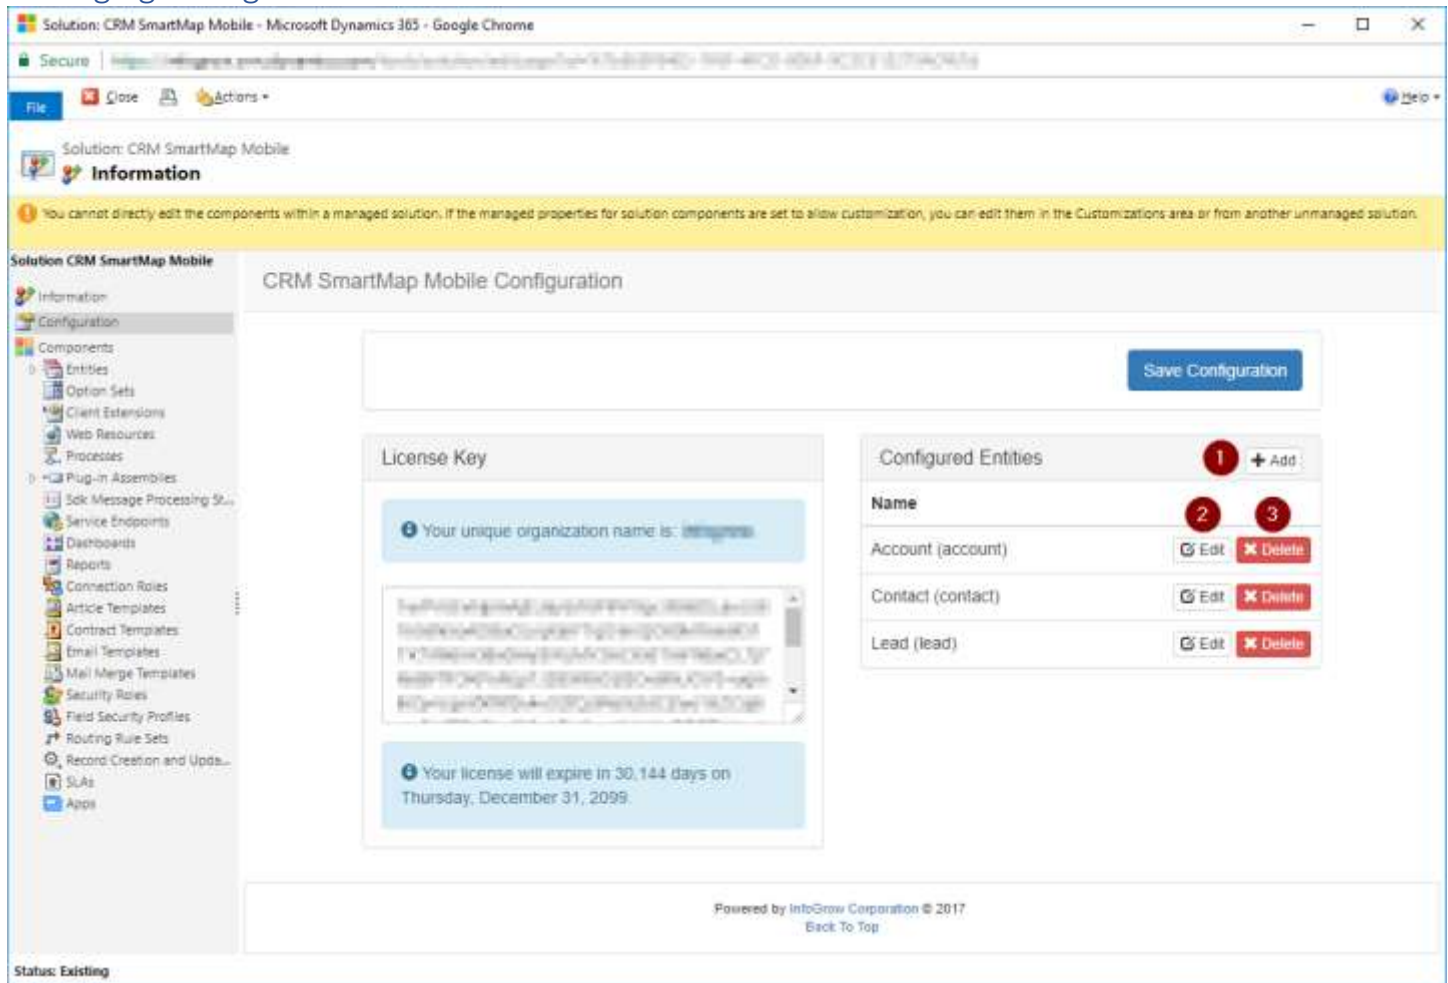 Solution: CRM SmartMap Mobile - Microsoft Dynamics 365 - Google Chrome
Secure
File Close Actions Help
Solution: CRM SmartMap Mobile
Information
You cannot directly edit the components within a managed solution. If the managed properties for solution components are set to allow customization, you can edit them in the Customizations area or from another unmanaged solution.
Solution CRM SmartMap Mobile
Information
Configuration
Components
Entities
Option Sets
Client Extensions
Web Resources
Processes
Plug-in Assemblies
Sdk Message Processing St...
Service Endpoints
Dashboards
Reports
Connection Roles
Article Templates
Contract Templates
Email Templates
Mail Merge Templates
Security Roles
Field Security Profiles
Routing Rule Sets
Record Creation and Upda...
SLAs
Apps
CRM SmartMap Mobile Configuration
Save Configuration
License Key
Your unique organization name is:
Your license will expire in 30,144 days on
Thursday, December 31, 2099.
Configured Entities 1 + Add
Name 2 3
Account (account) Edit Delete
Contact (contact) Edit Delete
Lead (lead) Edit Delete
Powered by InfoGrow Corporation © 2017
Back To Top
Status: Existing